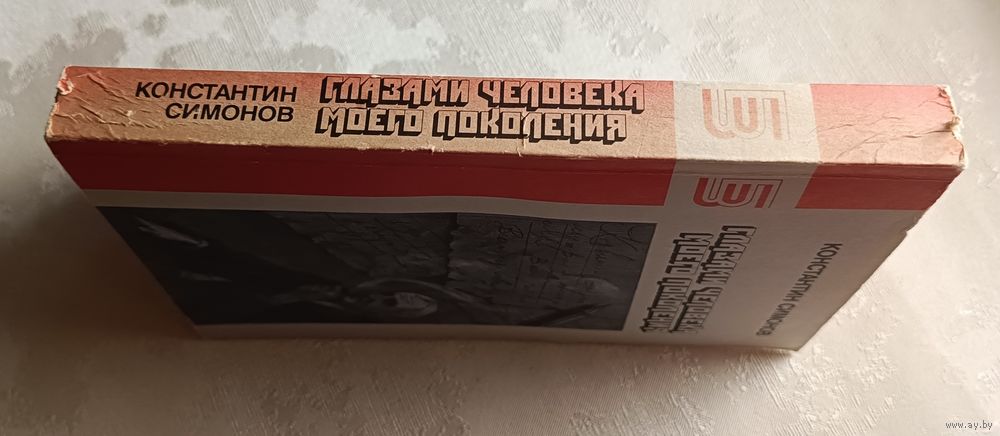 КОНСТАНТИН
СИМОНОВ
ГЛАЗАМИ ЧЕЛОВЕКА
МОЕГО ПОКОЛЕНИЯ
КОНСТАНТИН СИМОНОВ
ГЛАЗАМИ ЧЕЛОВЕКА
МОЕГО ПОКОЛЕНИЯ
www.ay.by